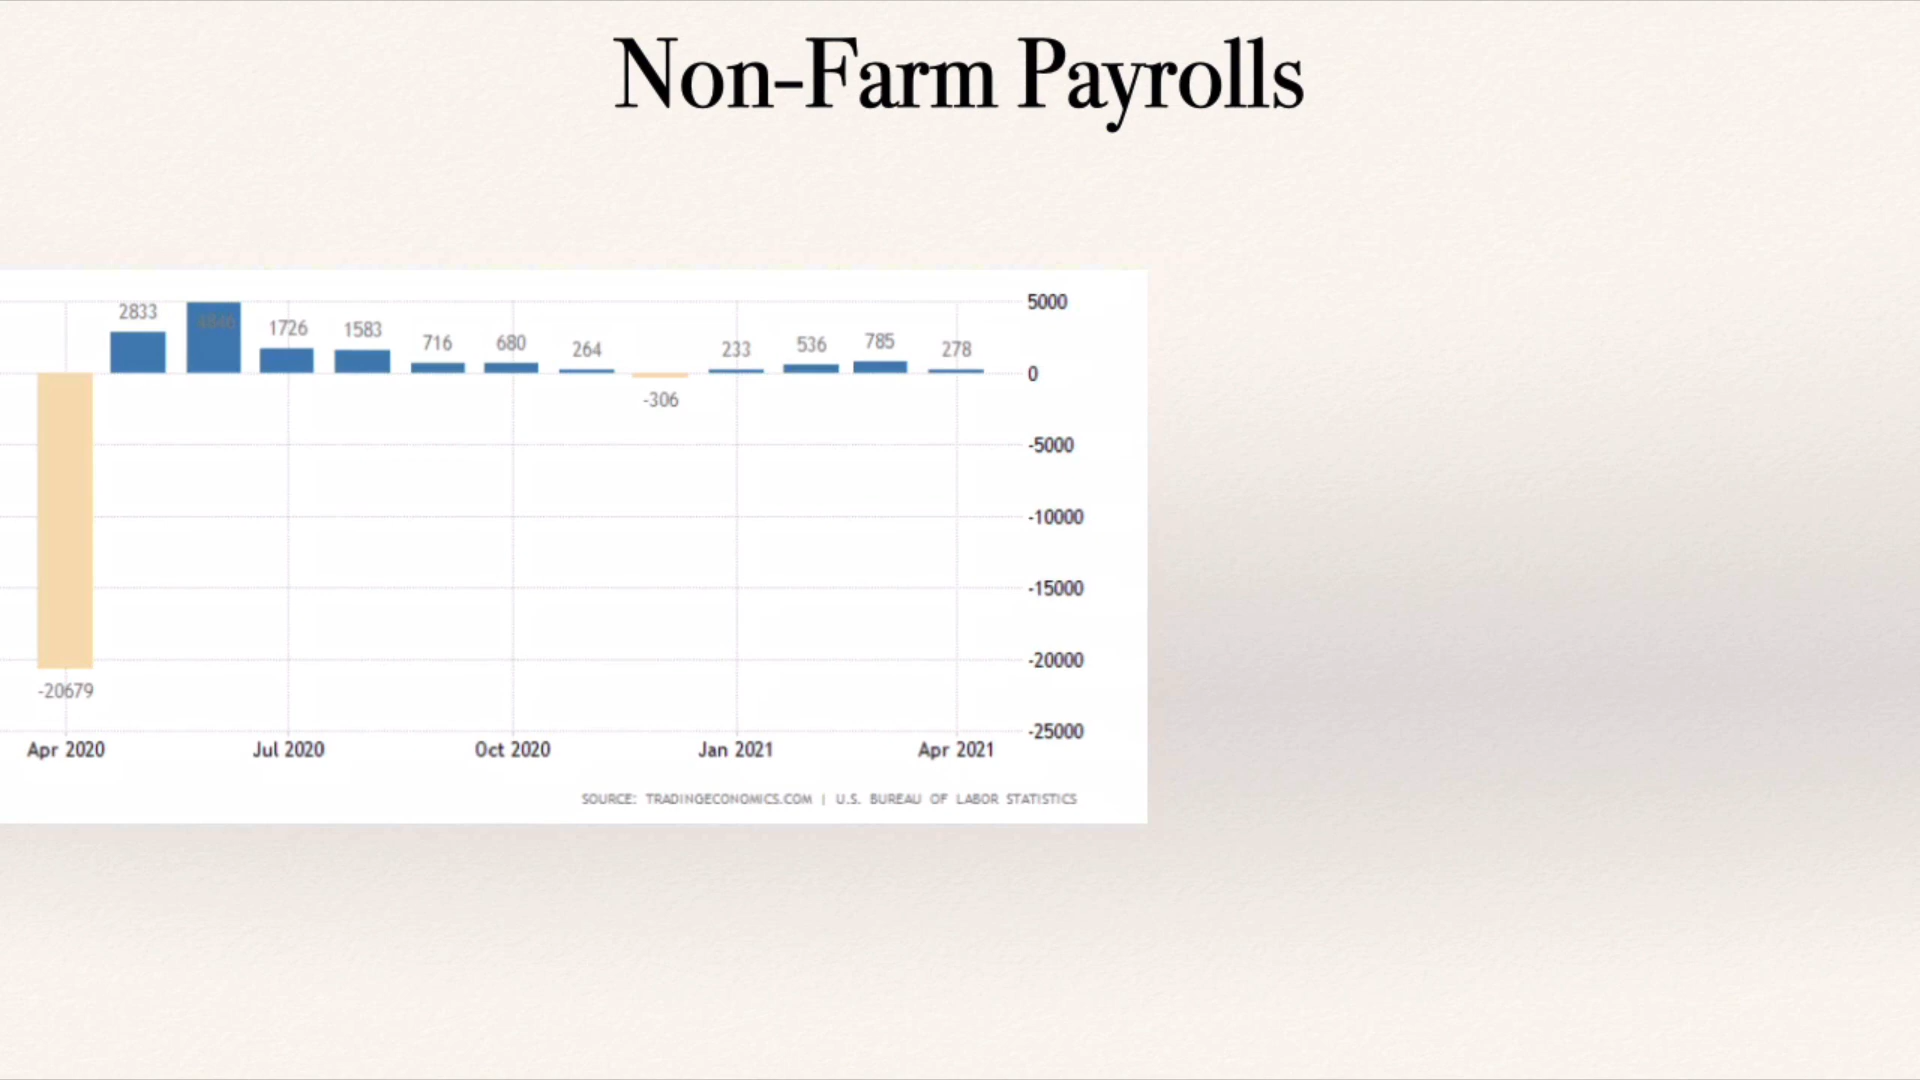 Non-Farm Payrolls
5000
2833
4846
1726
1583
716
680
264
233
536
785
278
0
-306
-5000
-10000
-15000
-20000
-20679
-25000
Apr 2020
Jul 2020
Oct 2020
Jan 2021
Apr 2021
SOURCE: TRADINGECONOMICS.COM | U.S. BUREAU OF LABOR STATISTICS